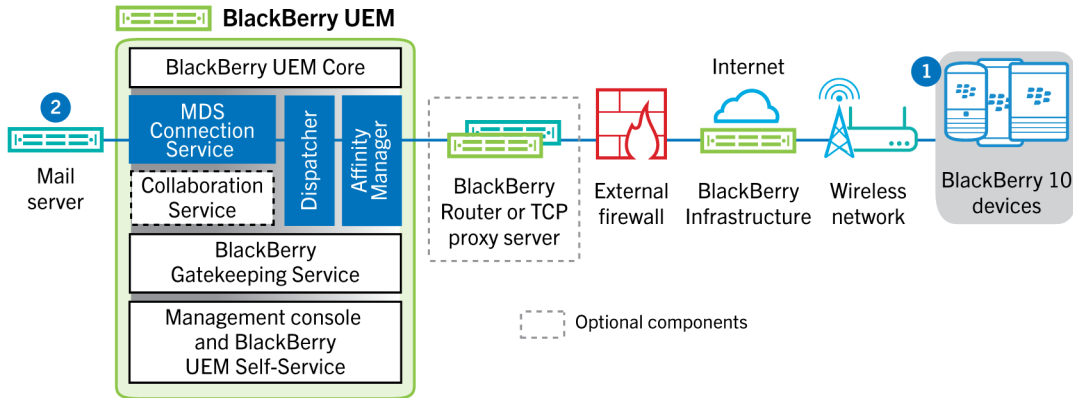 BlackBerry UEM
BlackBerry UEM Core
2
MDS
Connection
Service
Dispatcher
Affinity
Manager
Collaboration
Service
Mail
server
BlackBerry
Gatekeeping Service
Management console
and BlackBerry
UEM Self-Service
BlackBerry
Router or TCP
proxy server
External
firewall
Internet
BlackBerry
Infrastructure
Wireless
network
1
BlackBerry 10
devices
Optional components